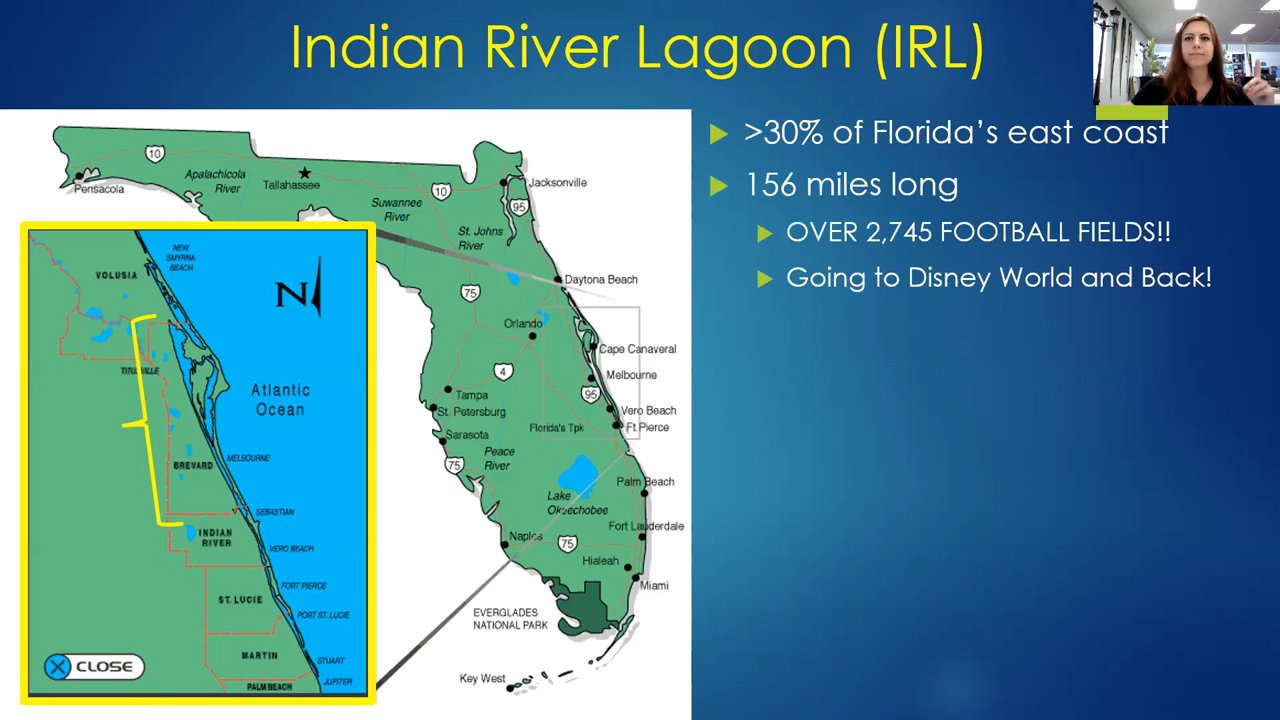 Indian River Lagoon (IRL)
>30% of Florida's east coast
156 miles long
OVER 2,745 FOOTBALL FIELDS!!
Going to Disney World and Back!
10
Pensacola
Apalachicola
River
Tallahassee
10
Suwannee
River
Jacksonville
95
St. Johns
River
Daytona Beach
75
Orlando
Cape Canaveral
4
Melbourne
95
Tampa
St. Petersburg
Vero Beach
Florida's Tpk
Ft.Pierce
Sarasota
Peace
River
75
Palm Beach
Lake
Okeechobee
Fort Lauderdale
Naples
75
Hialeah
Miami
EVERGLADES
NATIONAL PARK
Key West
NEW
SMYRNA
BEACH
VOLUSIA
N
TITUSVILLE
Atlantic
Ocean
MELBOURNE
BREVARD
SEBASTIAN
INDIAN
RIVER
VERO BEACH
FORT PIERCE
ST. LUCIE
PORT ST. LUCIE
MARTIN
STUART
JUPITER
PALM BEACH
CLOSE